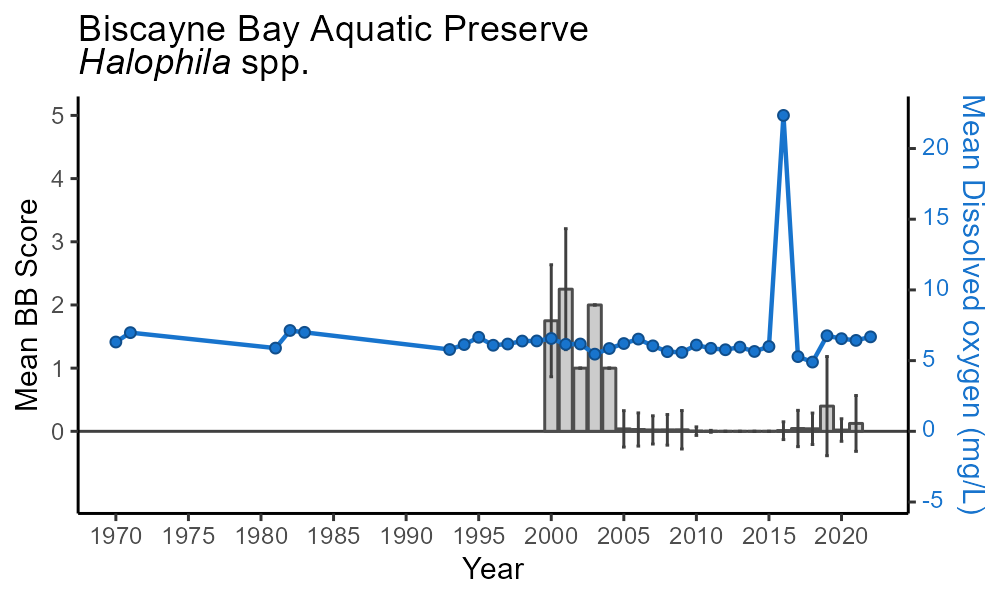 Biscayne Bay Aquatic Preserve
Halophila spp.
Mean BB Score
5
4
3
2
1
0
Mean Dissolved oxygen (mg/L)
20
15
10
5
0
-5
1970 1975 1980 1985 1990 1995 2000 2005 2010 2015 2020
Year